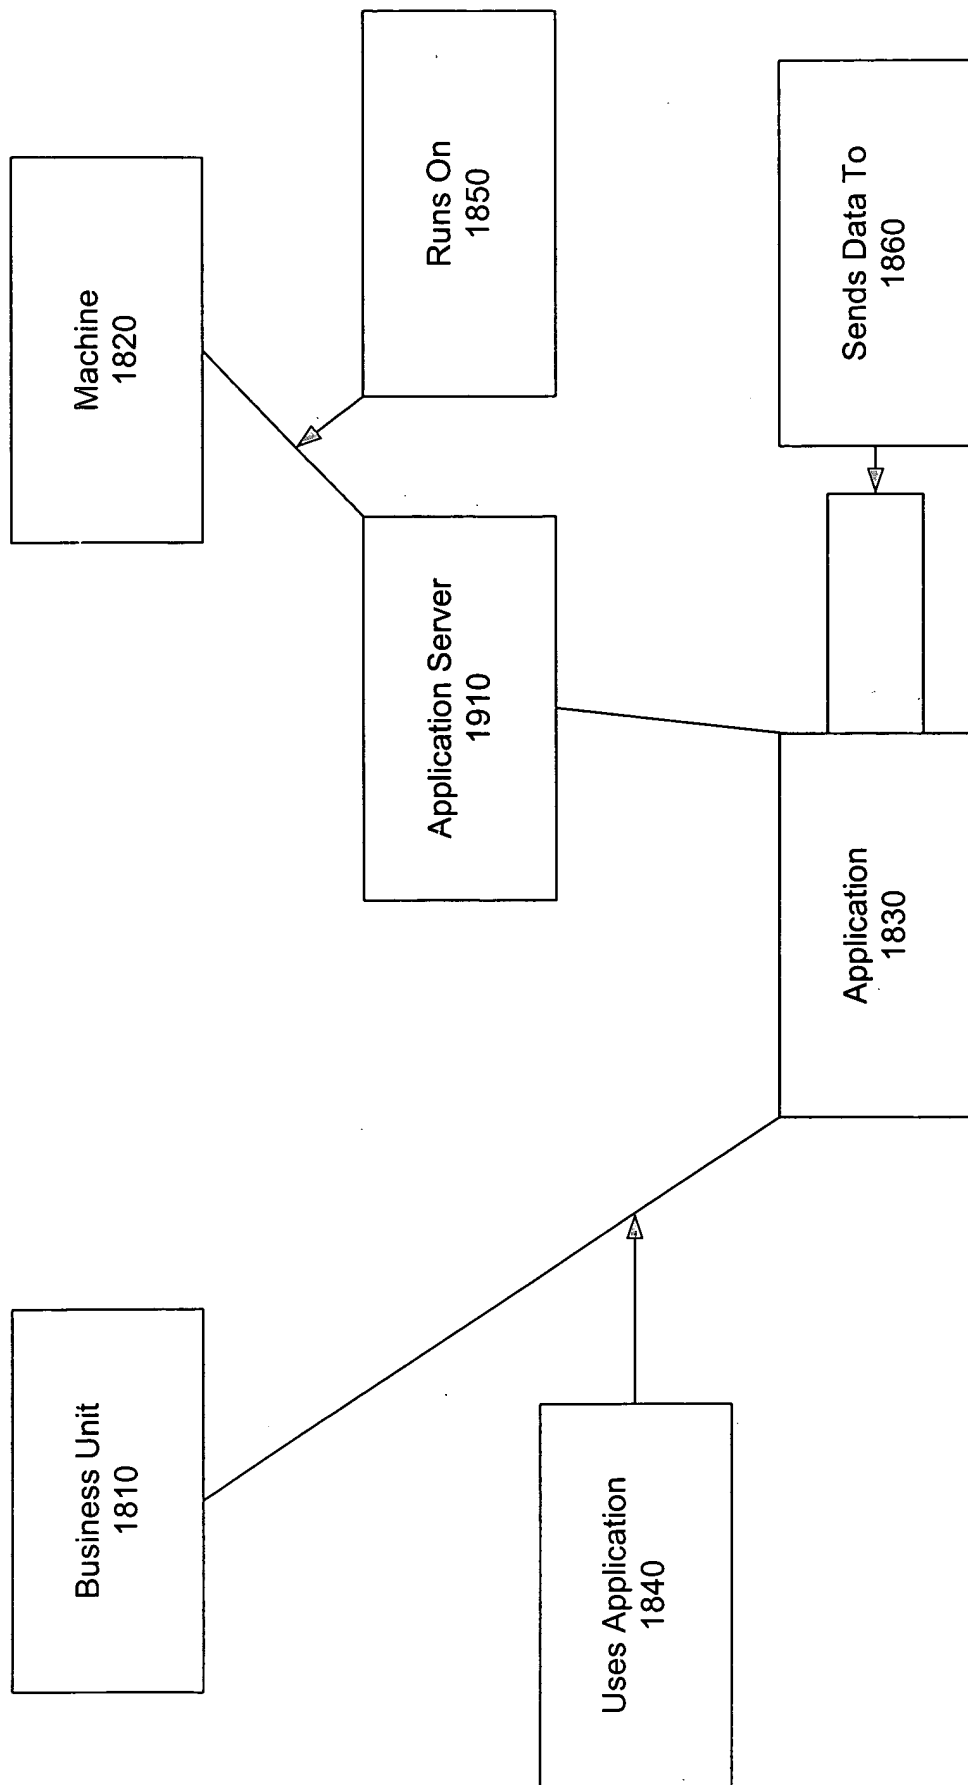 Business Unit
1810
Machine
1820
Application Server
1910
Runs On
1850
Uses Application
1840
Application
1830
Sends Data To
1860